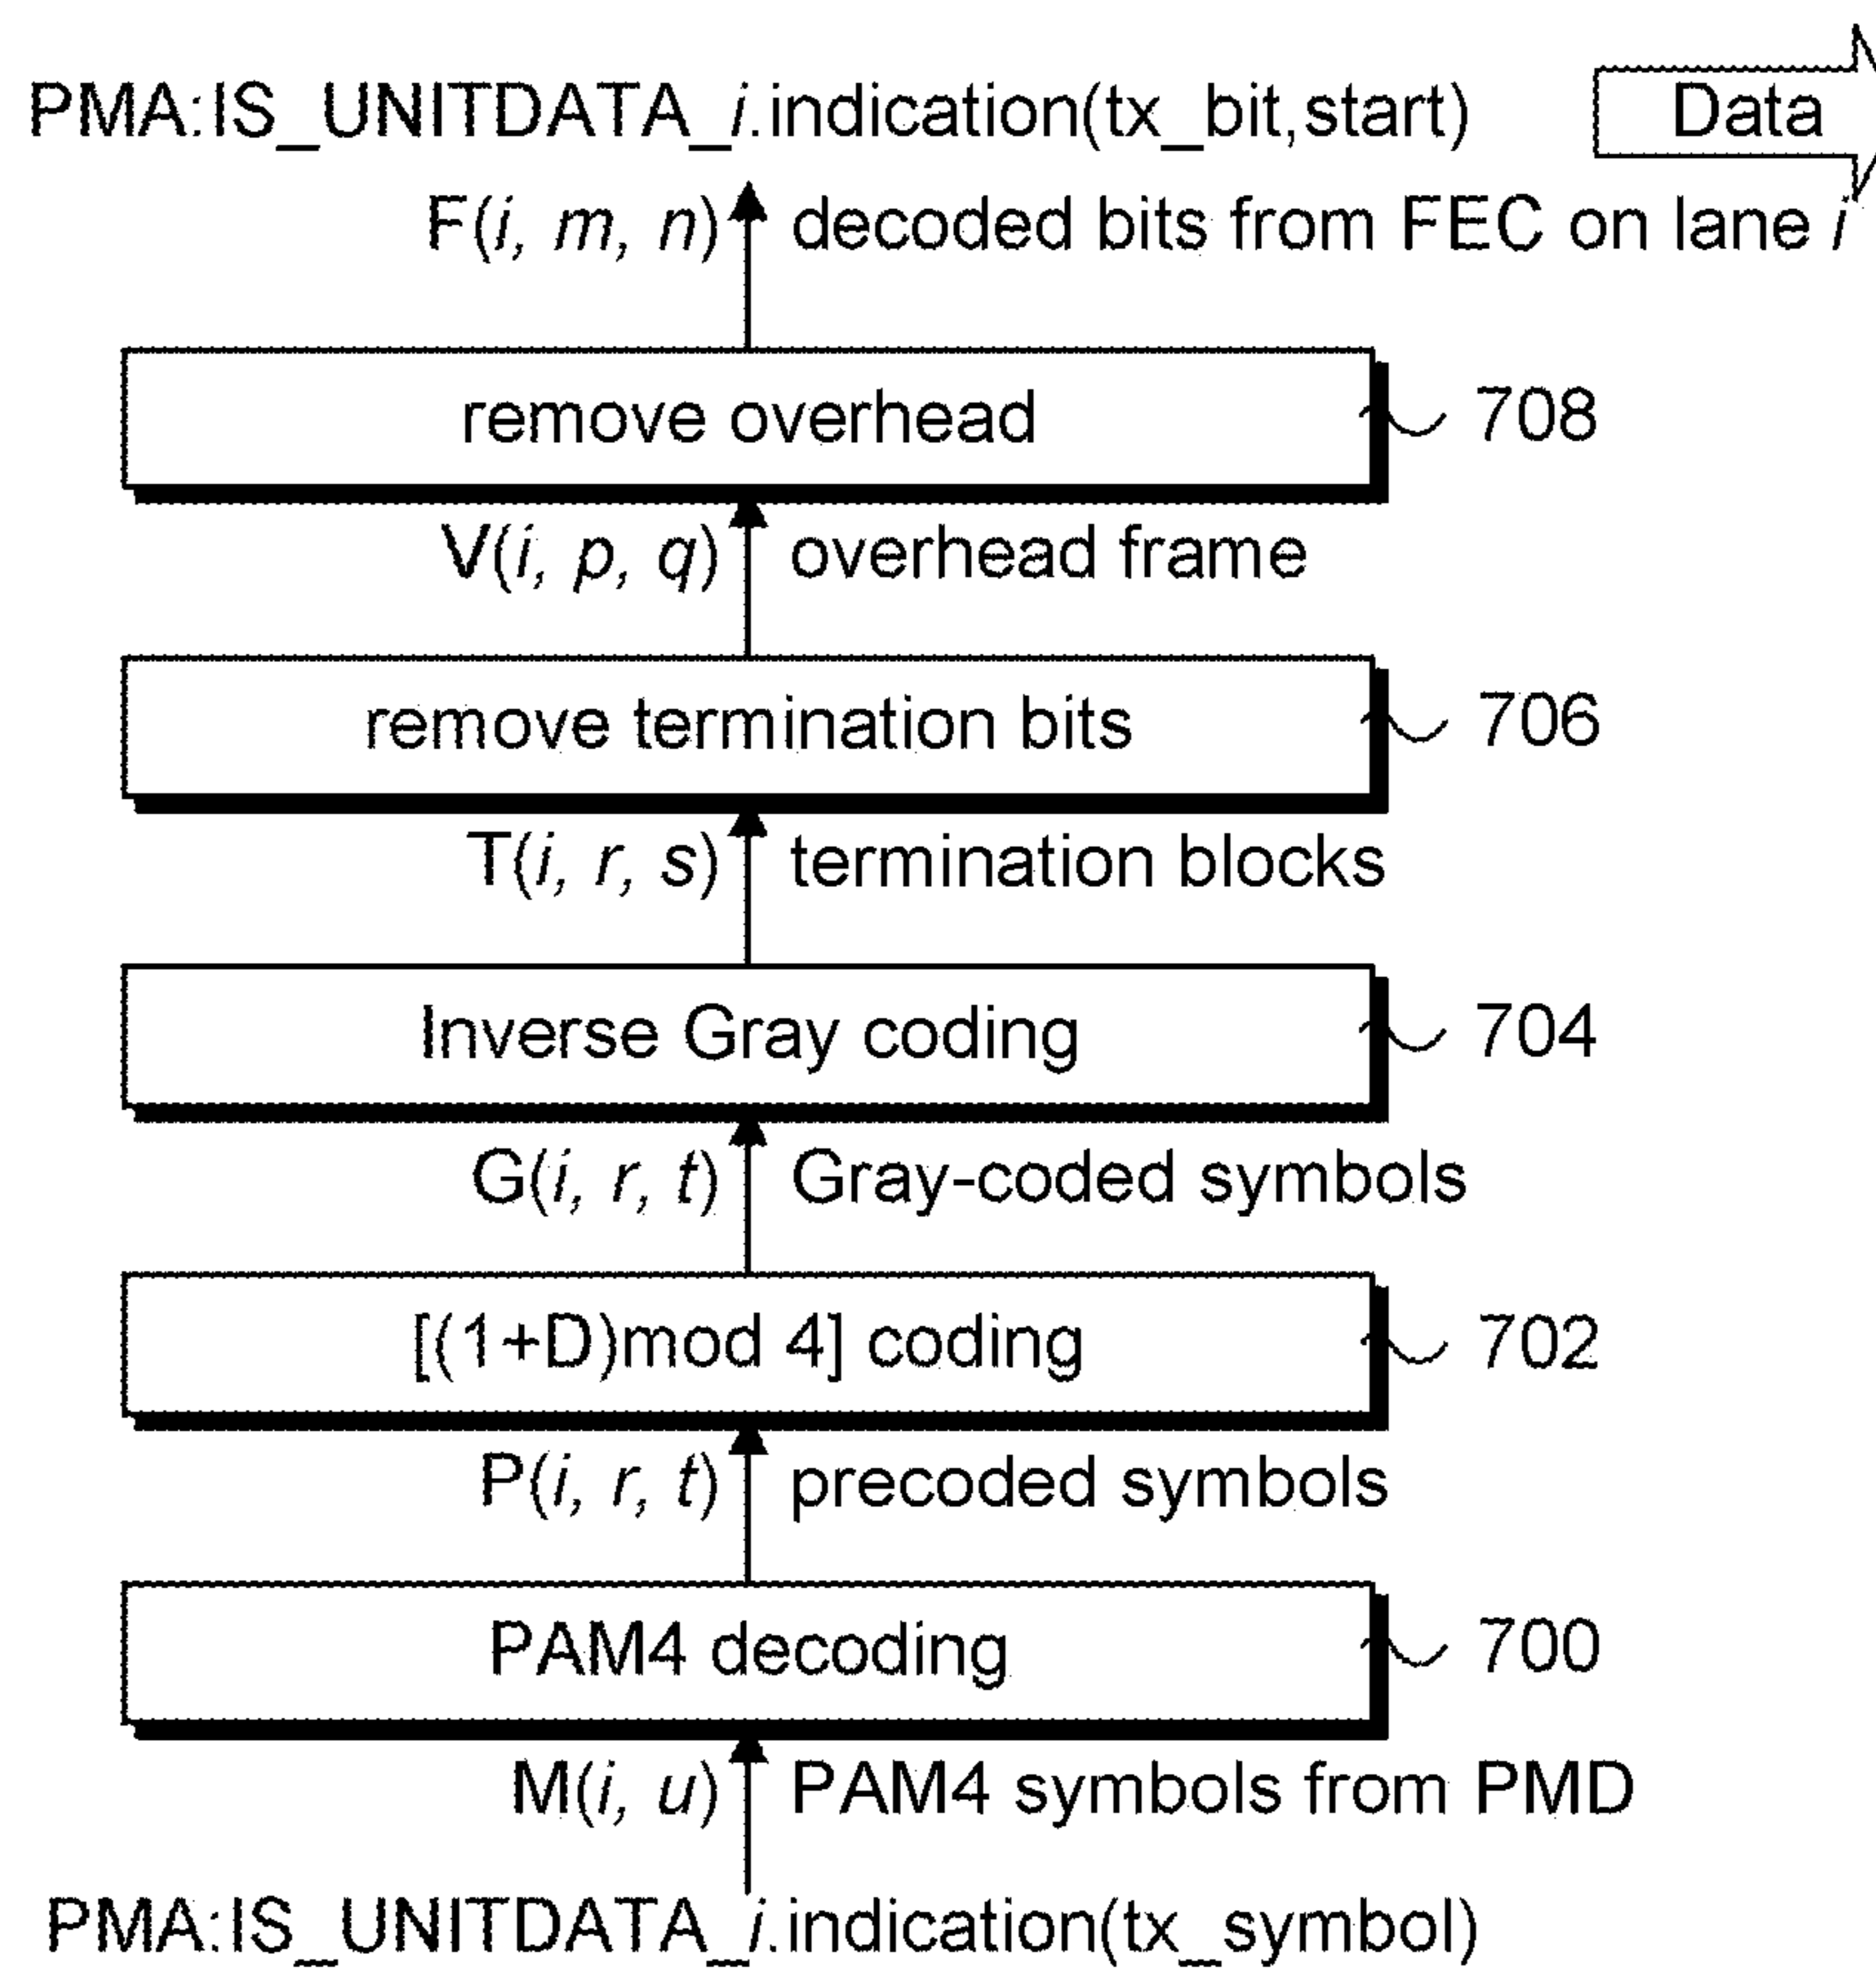 PMA:IS_UNITDATA_i.indication(tx_bit,start) Data
F(i, m, n) decoded bits from FEC on lane i
remove overhead 708
V(i, p, q) overhead frame
remove termination bits 706
T(i, r, s) termination blocks
Inverse Gray coding 704
G(i, r, t) Gray-coded symbols
[(1+D)mod 4] coding 702
P(i, r, t) precoded symbols
PAM4 decoding 700
M(i, u) PAM4 symbols from PMD
PMA:IS_UNITDATA_i.indication(tx_symbol)